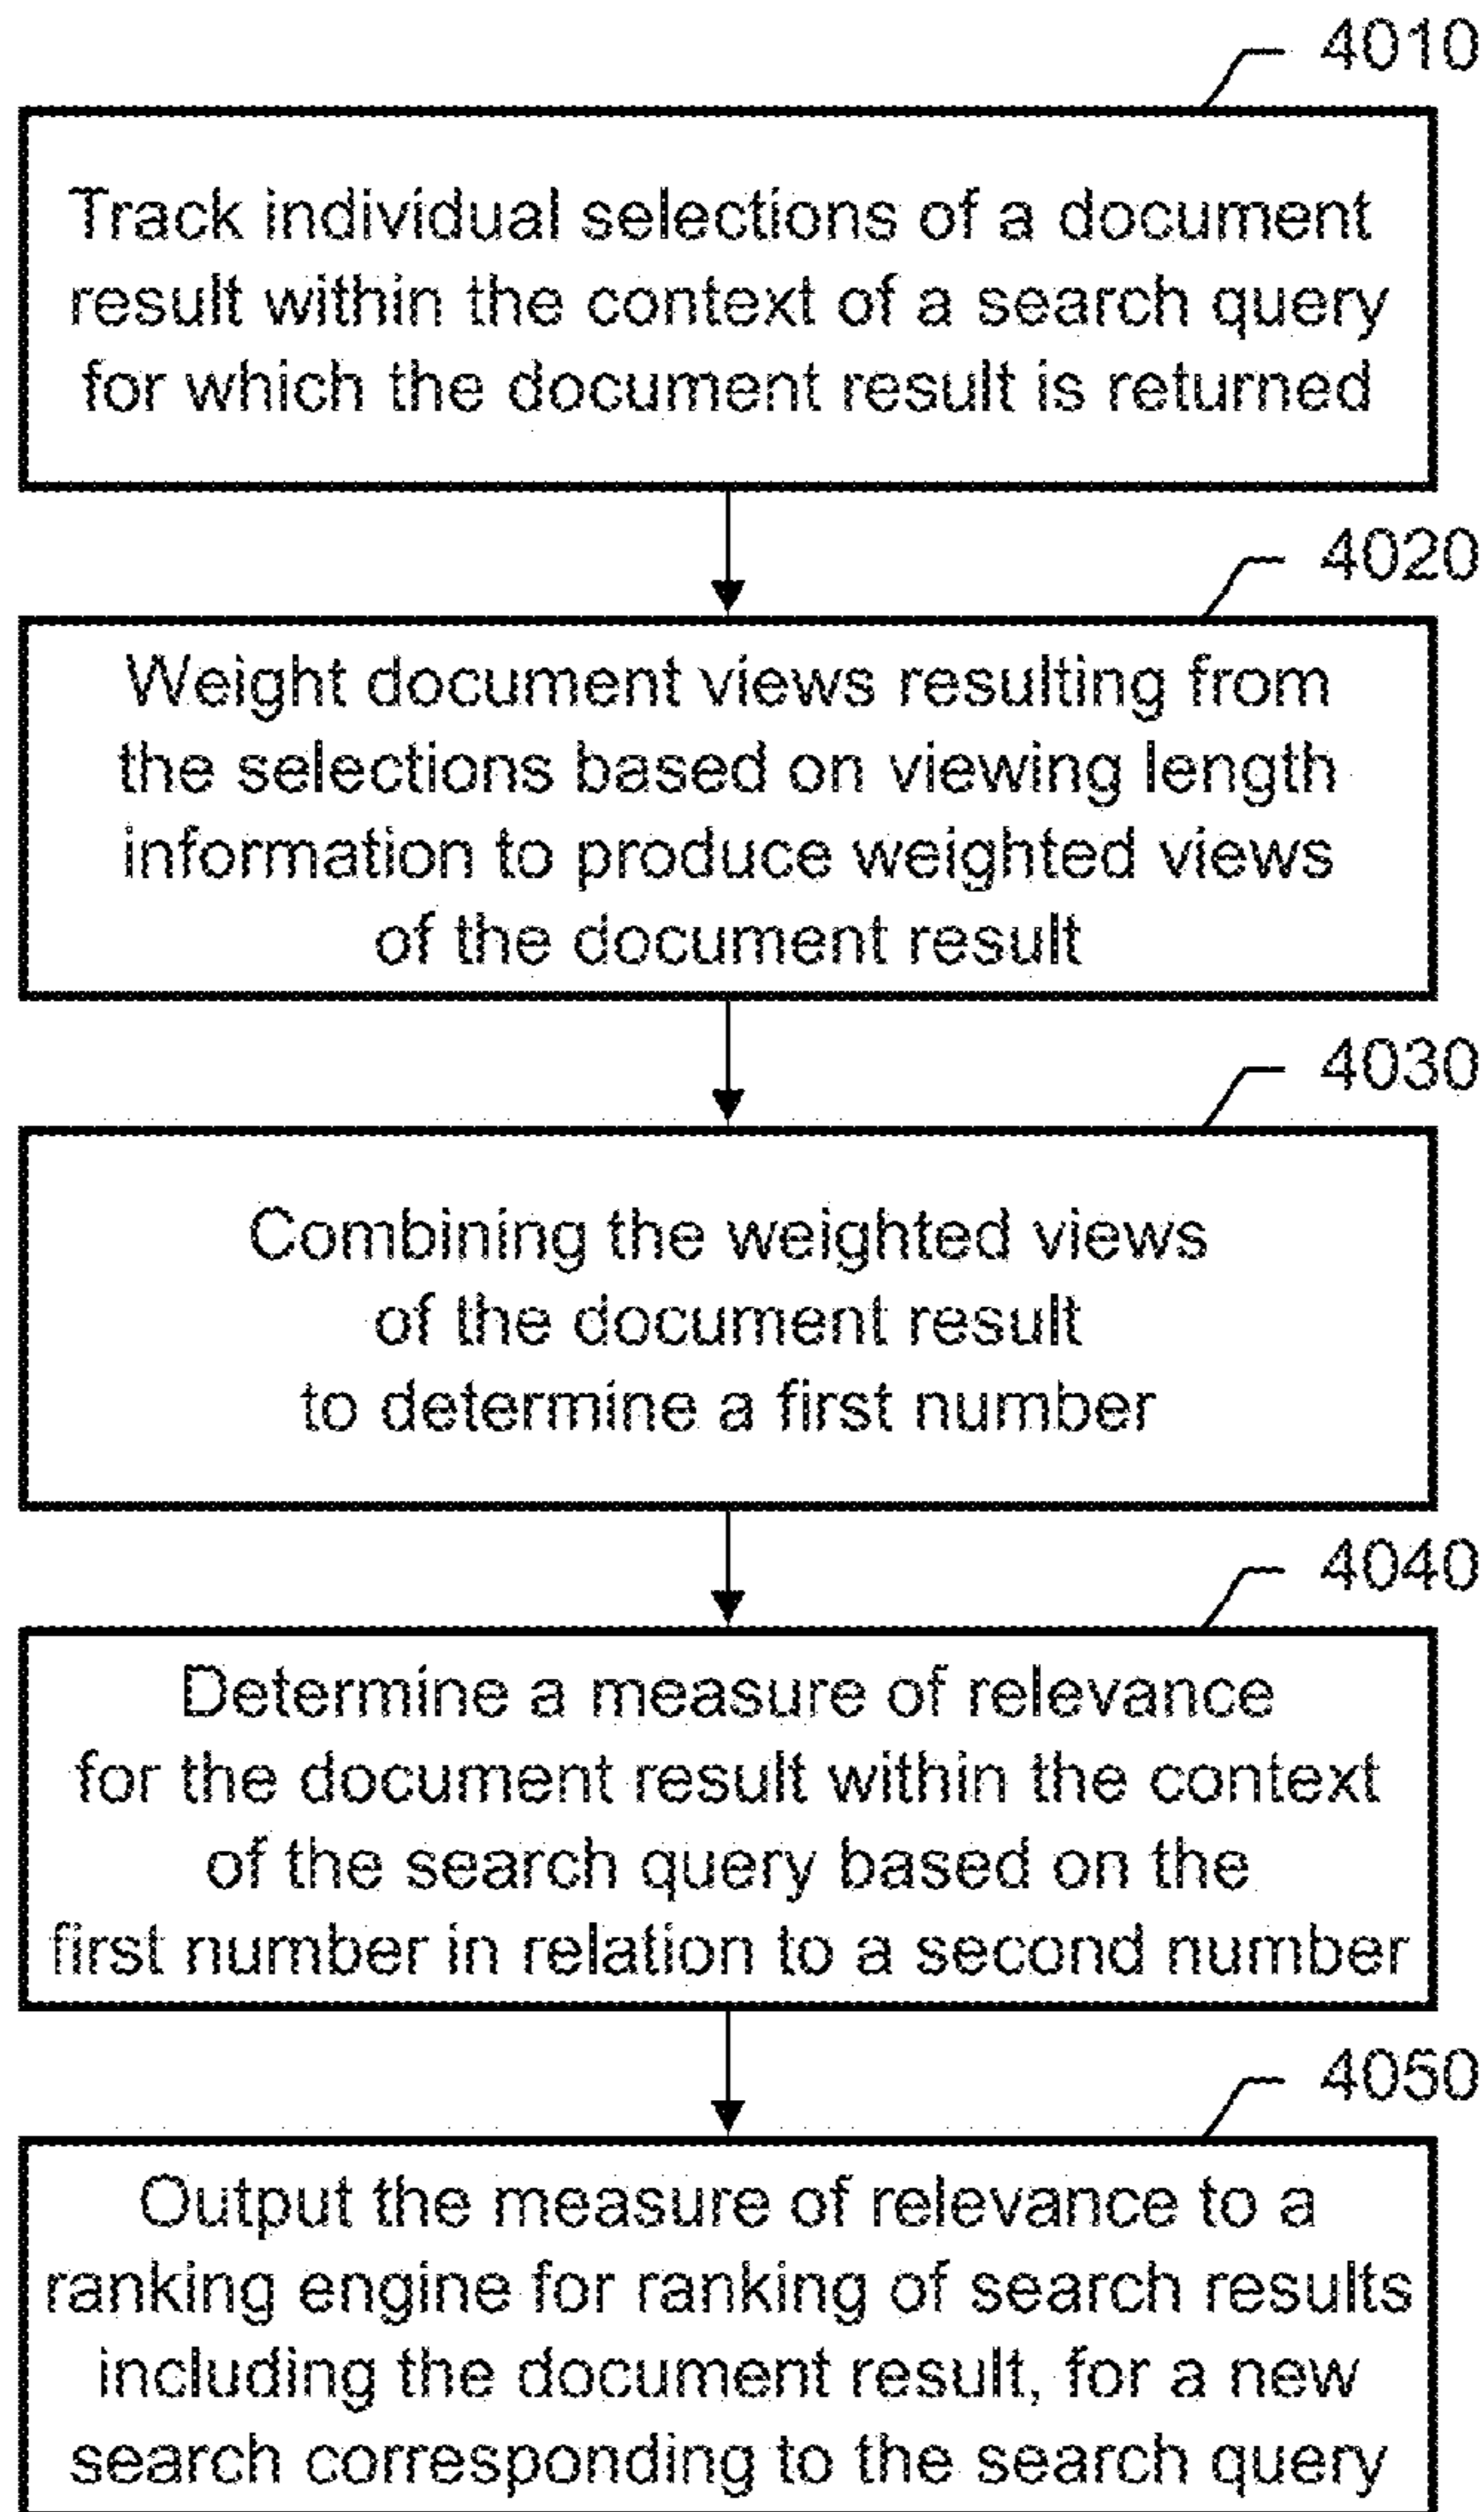 4010
Track individual selections of a document
result within the context of a search query
for which the document result is returned
4020
Weight document views resulting from
the selections based on viewing length
information to produce weighted views
of the document result
4030
Combining the weighted views
of the document result
to determine a first number
4040
Determine a measure of relevance
for the document result within the context
of the search query based on the
first number in relation to a second number
4050
Output the measure of relevance to a
ranking engine for ranking of search results
including the document result, for a new
search corresponding to the search query